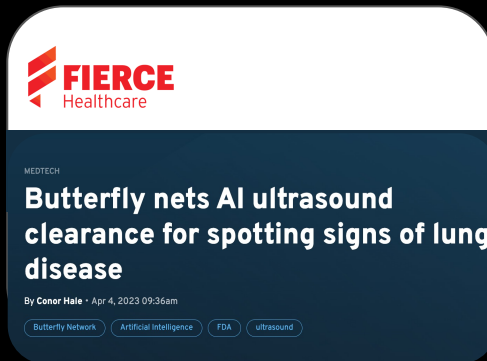 FIERCE
Healthcare
MEDTECH
Butterfly nets AI ultrasound
clearance for spotting signs of lung
disease
By Conor Hale • Apr 4, 2023 09:36am
Butterfly Network Artificial Intelligence FDA ultrasound